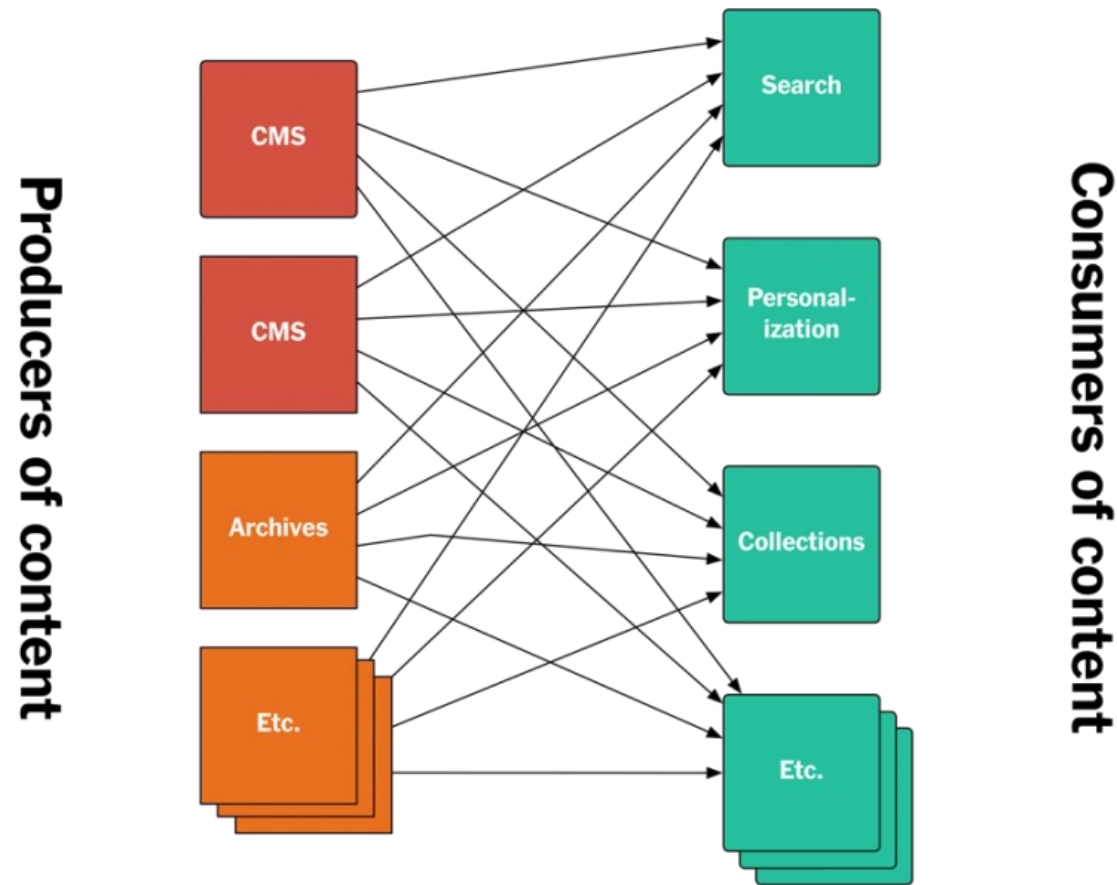 Producers of content
CMS
CMS
Archives
Etc.
Search
Personal-
ization
Collections
Etc.
Consumers of content